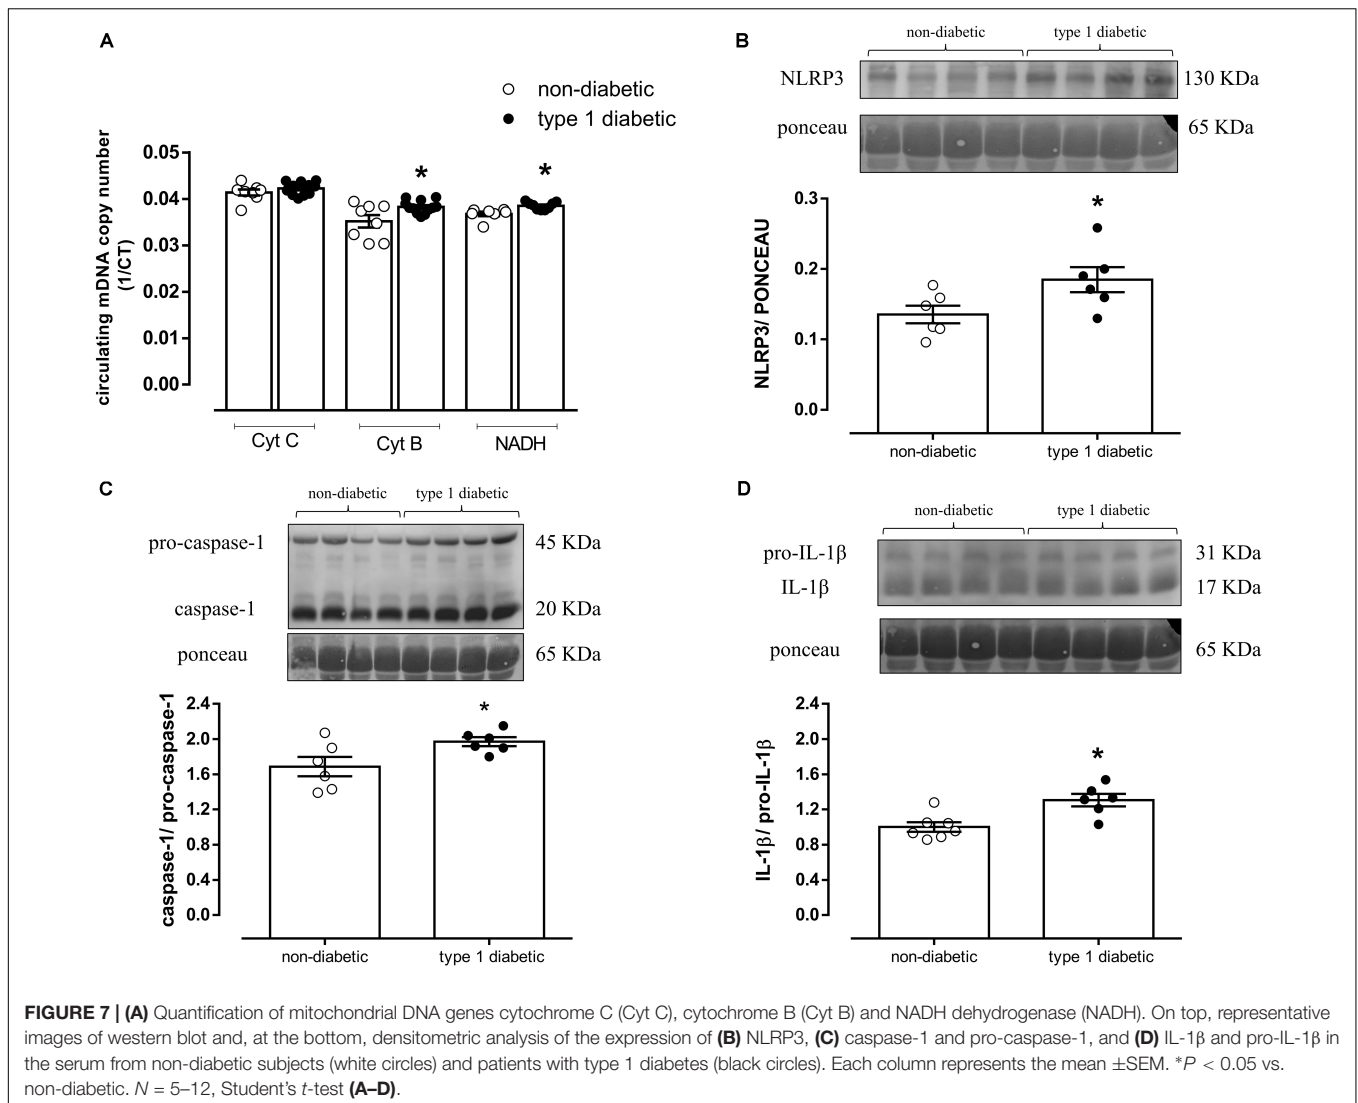 A
non-diabetic
type 1 diabetic
circulating mDNA copy number
(1/CT)
0.05
0.04
0.03
0.02
0.01
0.00
*
*
Cyt C
Cyt B
NADH
B
non-diabetic
type 1 diabetic
NLRP3
130 KDa
ponceau
65 KDa
NLRP3/ PONCEAU
0.3
0.2
0.1
0.0
*
non-diabetic
type 1 diabetic
C
non-diabetic
type 1 diabetic
pro-caspase-1
45 KDa
caspase-1
20 KDa
ponceau
65 KDa
caspase-1/ pro-caspase-1
2.4
2.0
1.6
1.2
0.8
0.4
0.0
*
non-diabetic
type 1 diabetic
D
non-diabetic
type 1 diabetic
pro-IL-1β
31 KDa
IL-1β
17 KDa
ponceau
65 KDa
IL-1β/ pro-IL-1β
2.4
2.0
1.6
1.2
0.8
0.4
0.0
*
non-diabetic
type 1 diabetic
FIGURE 7 | (A) Quantification of mitochondrial DNA genes cytochrome C (Cyt C), cytochrome B (Cyt B) and NADH dehydrogenase (NADH). On top, representative
images of western blot and, at the bottom, densitometric analysis of the expression of (B) NLRP3, (C) caspase-1 and pro-caspase-1, and (D) IL-1β and pro-IL-1β in
the serum from non-diabetic subjects (white circles) and patients with type 1 diabetes (black circles). Each column represents the mean ±SEM. *P < 0.05 vs.
non-diabetic. N = 5–12, Student's t-test (A–D).